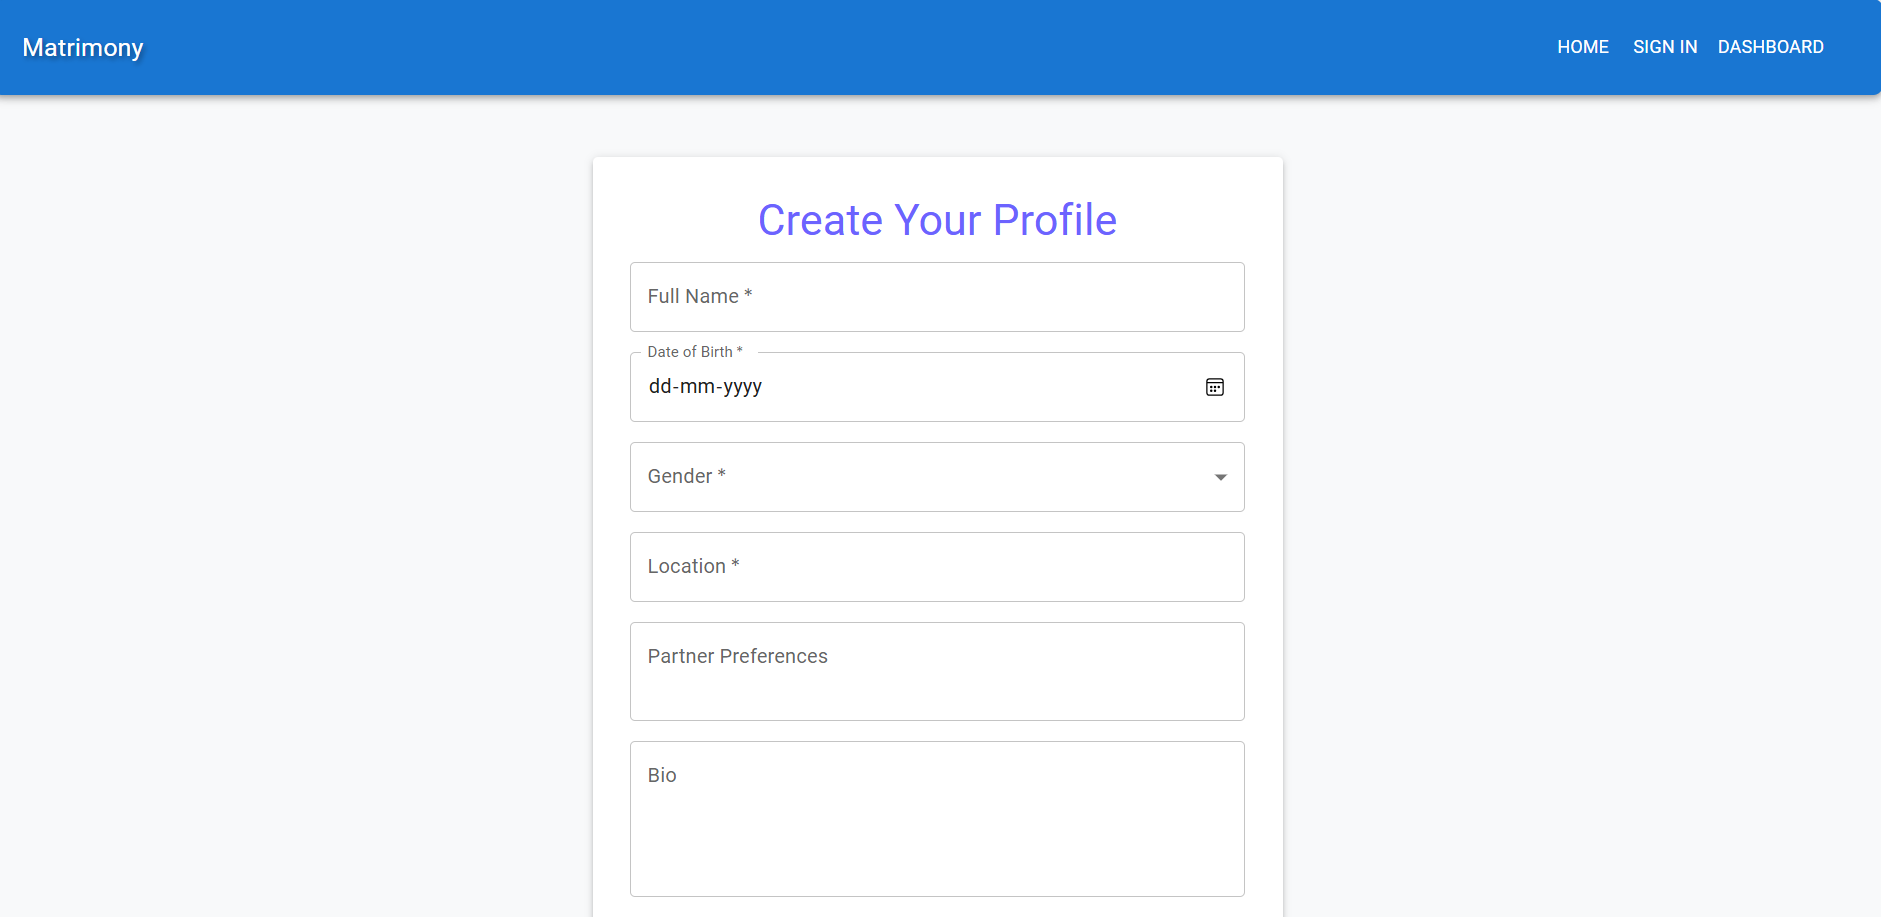 Matrimony
HOME SIGN IN DASHBOARD
Create Your Profile
Full Name *
Date of Birth *
dd-mm-yyyy
Gender *
Location *
Partner Preferences
Bio